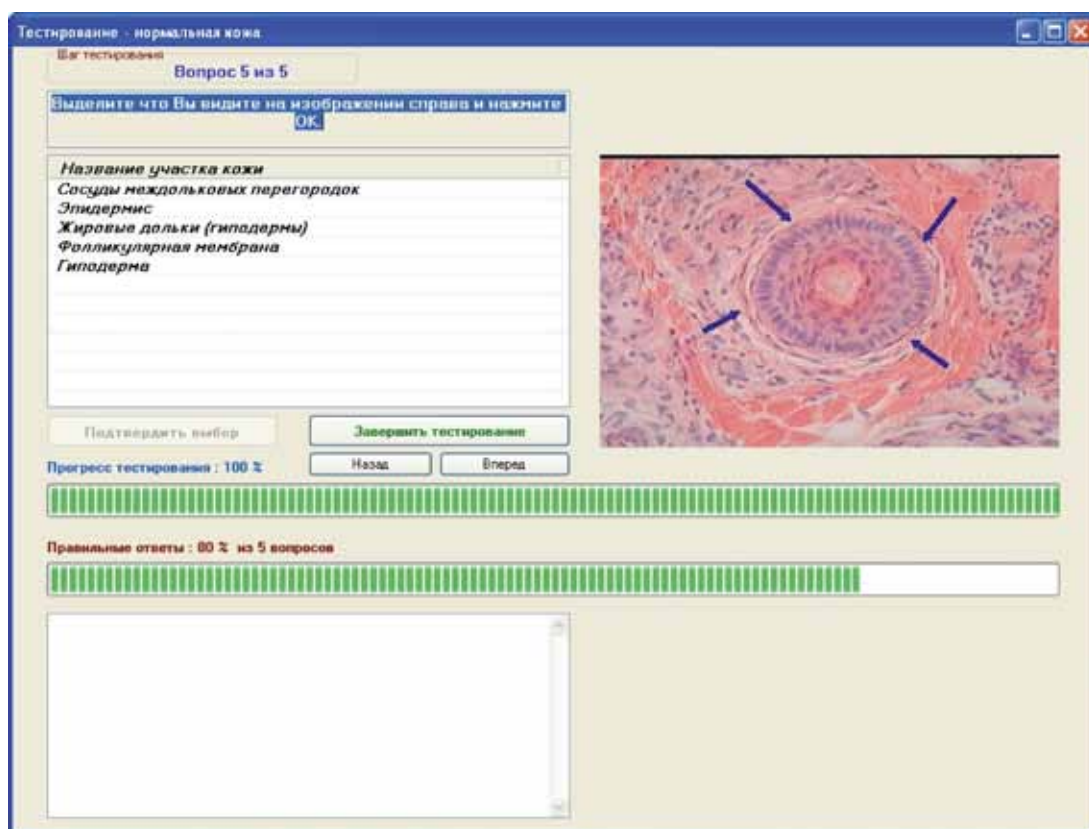 Тестирование - нормальная кожа
Шаг тестирования
Вопрос 5 из 5
Выделите что Вы видите на изображении справа и нажмите
ОК.
Название участка кожи
Сосуды междольковых перегородок
Эпидермис
Жировые дольки (гиподермы)
Фолликулярная мембрана
Гиподерма
Подтвердить выбор
Завершить тестирование
Прогресс тестирования : 100 %
Назад
Вперед
Правильные ответы : 80 % из 5 вопросов